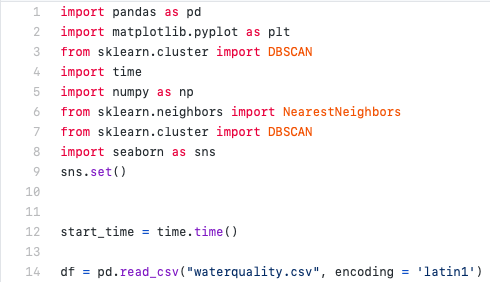 1 import pandas as pd
2 import matplotlib.pyplot as plt
3 from sklearn.cluster import DBSCAN
4 import time
5 import numpy as np
6 from sklearn.neighbors import NearestNeighbors
7 from sklearn.cluster import DBSCAN
8 import seaborn as sns
9 sns.set()
10
11
12 start_time = time.time()
13
14 df = pd.read_csv("waterquality.csv", encoding = 'latin1')